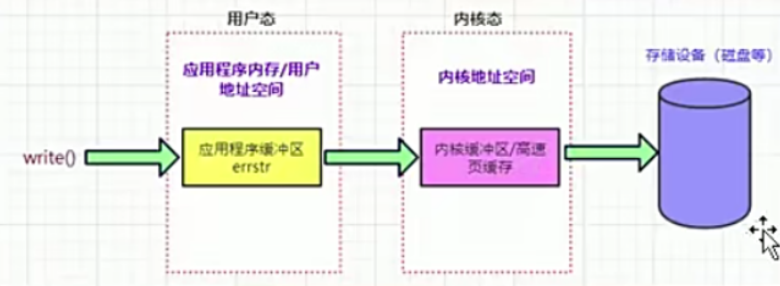 用户态
内核态
应用程序内存/用户
地址空间
内核地址空间
存储设备（磁盘等）
write()
应用程序缓冲区
errstr
内核缓冲区/高速
页缓存